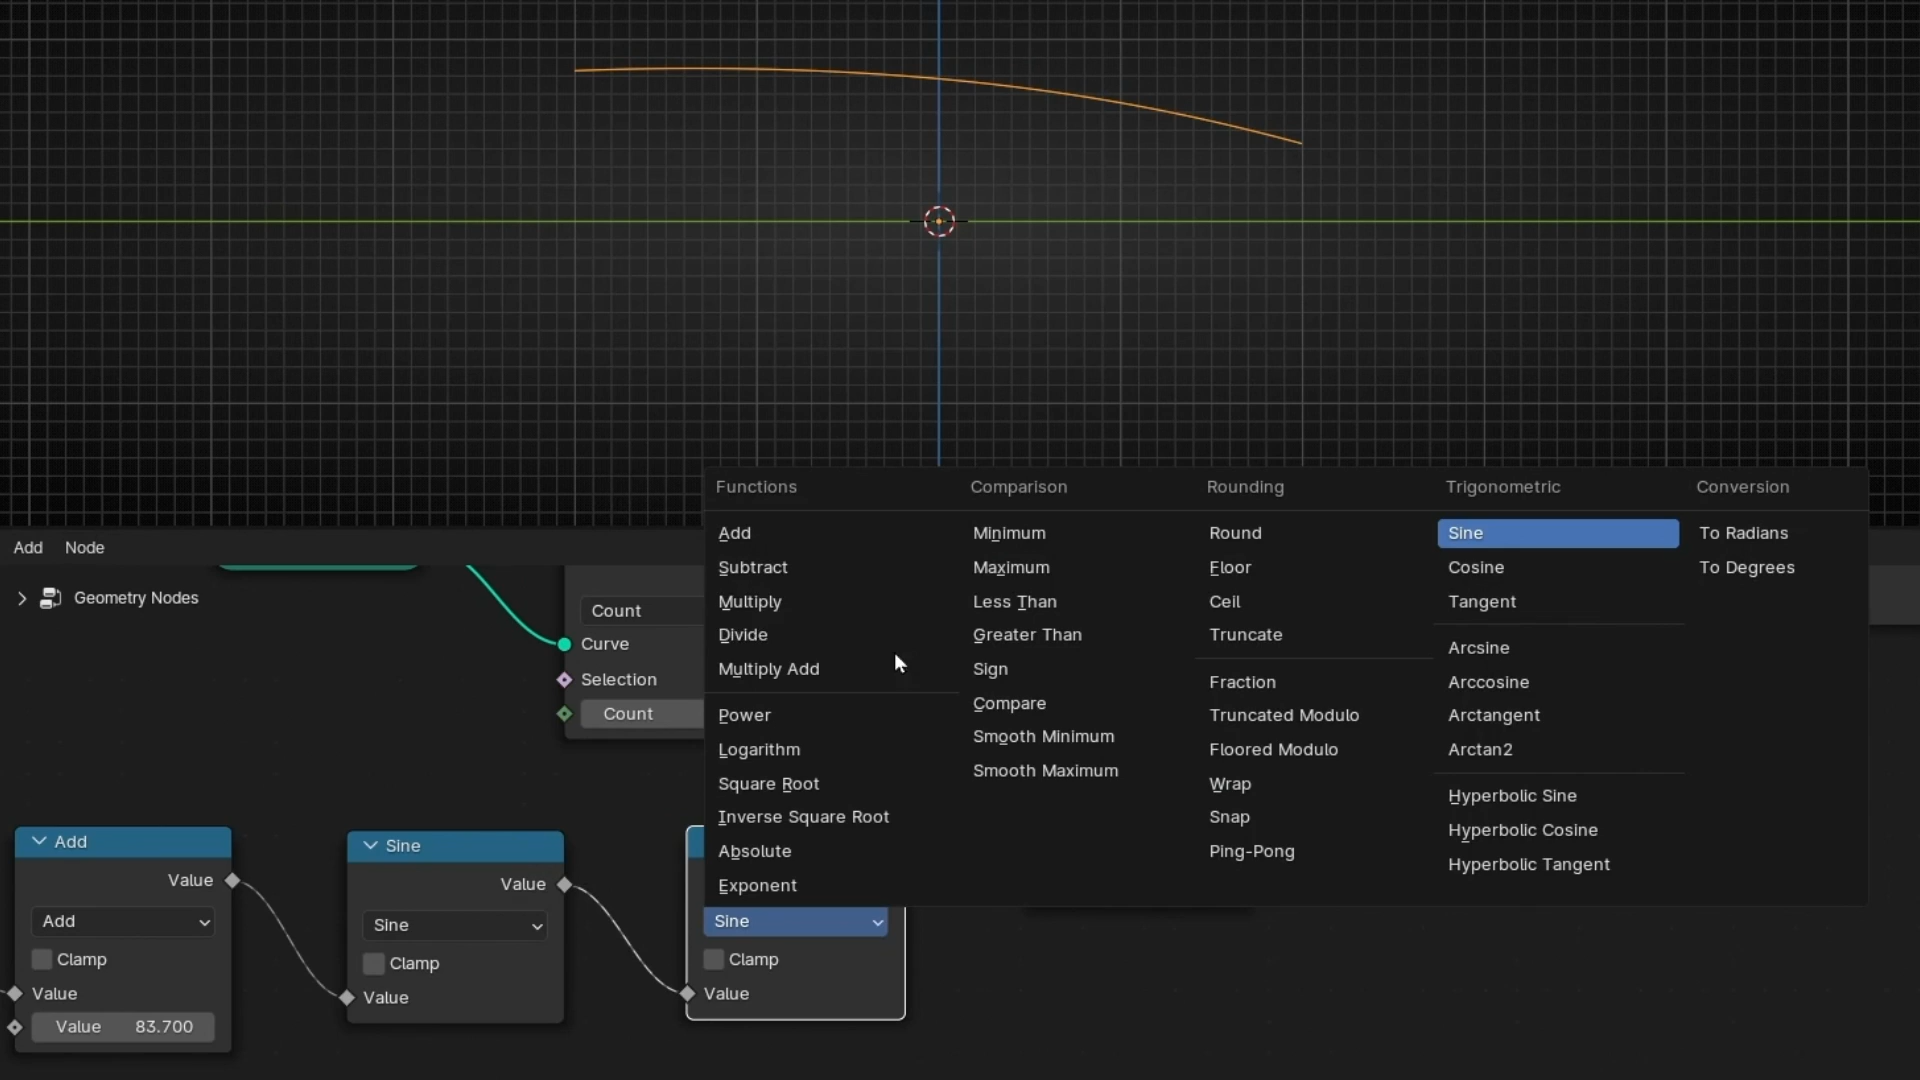 Functions
Add
Subtract
Multiply
Divide
Multiply Add
Power
Logarithm
Square Root
Inverse Square Root
Absolute
Exponent
Comparison
Minimum
Maximum
Less Than
Greater Than
Sign
Compare
Smooth Minimum
Smooth Maximum
Rounding
Round
Floor
Ceil
Truncate
Fraction
Truncated Modulo
Floored Modulo
Wrap
Snap
Ping-Pong
Trigonometric
Sine
Cosine
Tangent
Arcsine
Arccosine
Arctangent
Arctan2
Hyperbolic Sine
Hyperbolic Cosine
Hyperbolic Tangent
Conversion
To Radians
To Degrees
Add Node
Geometry Nodes
Count
Curve
Selection
Count
Add
Value
Add
Clamp
Value
Value 83.700
Sine
Value
Sine
Clamp
Value
Sine
Clamp
Value